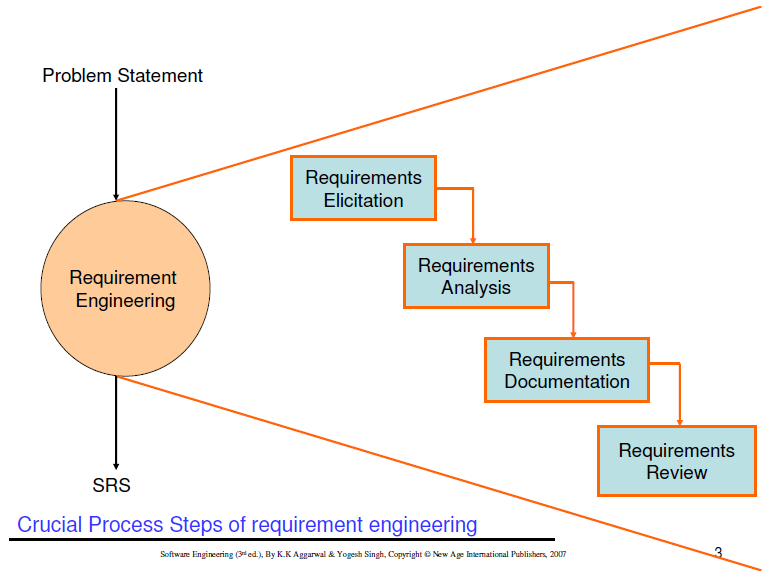 Problem Statement
Requirements
Elicitation
Requirement
Engineering
Requirements
Analysis
Requirements
Documentation
Requirements
Review
SRS
Crucial Process Steps of requirement engineering
Software Engineering (3rd ed.), By K.K Aggarwal & Yogesh Singh, Copyright © New Age International Publishers, 2007
3